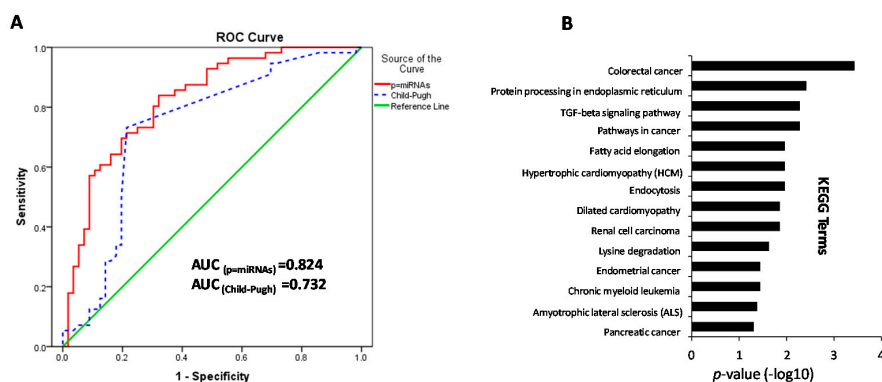 A
ROC Curve
Source of the
Curve
p=miRNAs
Child-Pugh
Reference Line
1.0
0.8
0.6
0.4
0.2
0.0
Sensitivity
AUC (p=miRNAs) =0.824
AUC (Child-Pugh) =0.732
0.0 0.2 0.4 0.6 0.8 1.0
1 - Specificity
B
Colorectal cancer
Protein processing in endoplasmic reticulum
TGF-beta signaling pathway
Pathways in cancer
Fatty acid elongation
Hypertrophic cardiomyopathy (HCM)
Endocytosis
Dilated cardiomyopathy
Renal cell carcinoma
Lysine degradation
Endometrial cancer
Chronic myeloid leukemia
Amyotrophic lateral sclerosis (ALS)
Pancreatic cancer
KEGG Terms
0 1 2 3 4
p-value (-log10)